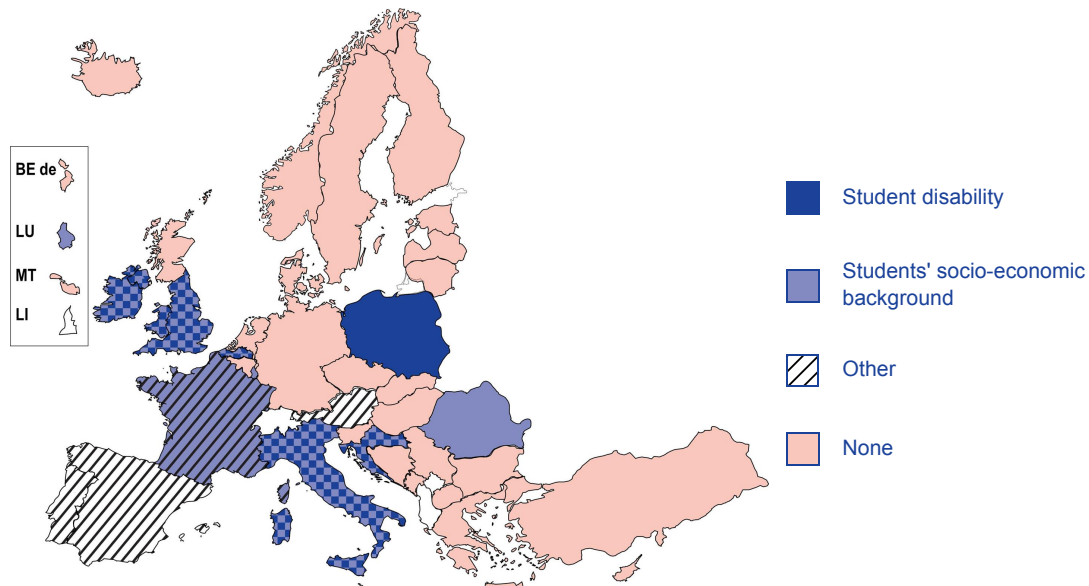 BE de
LU
MT
LI
Student disability
Students' socio-economic
background
Other
None